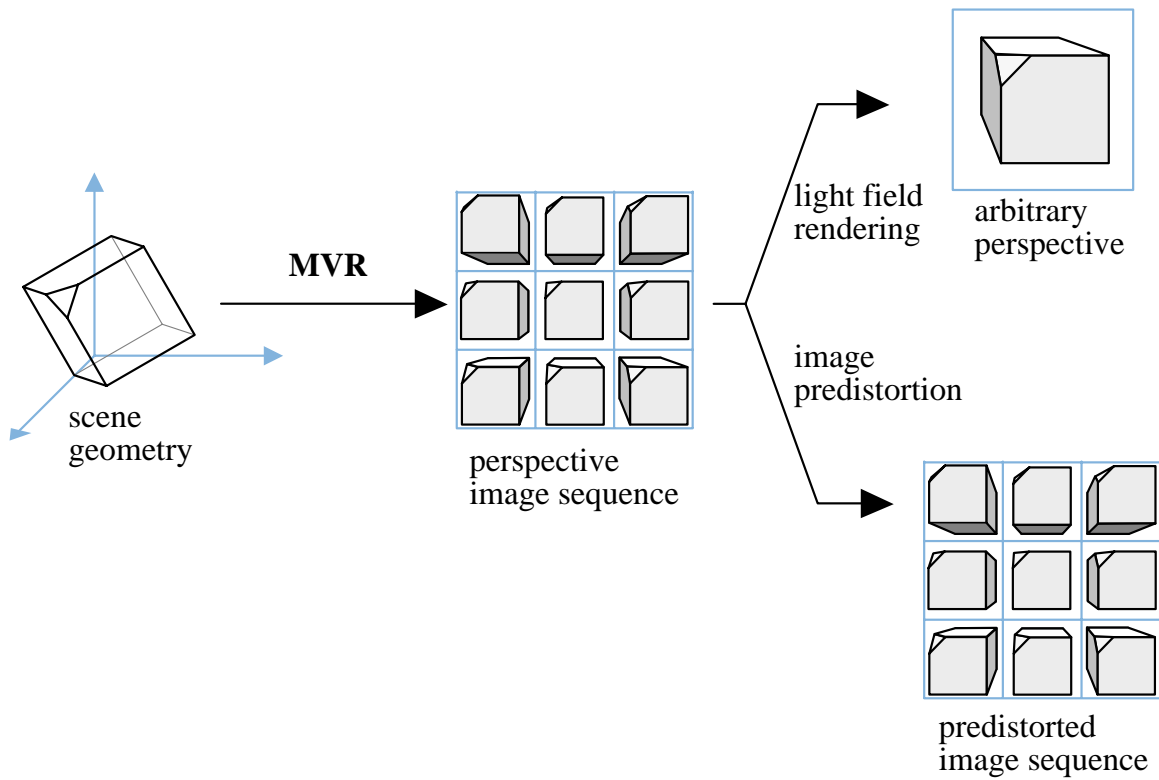 scene
geometry
MVR
perspective
image sequence
light field
rendering
arbitrary
perspective
image
predistortion
predistorted
image sequence